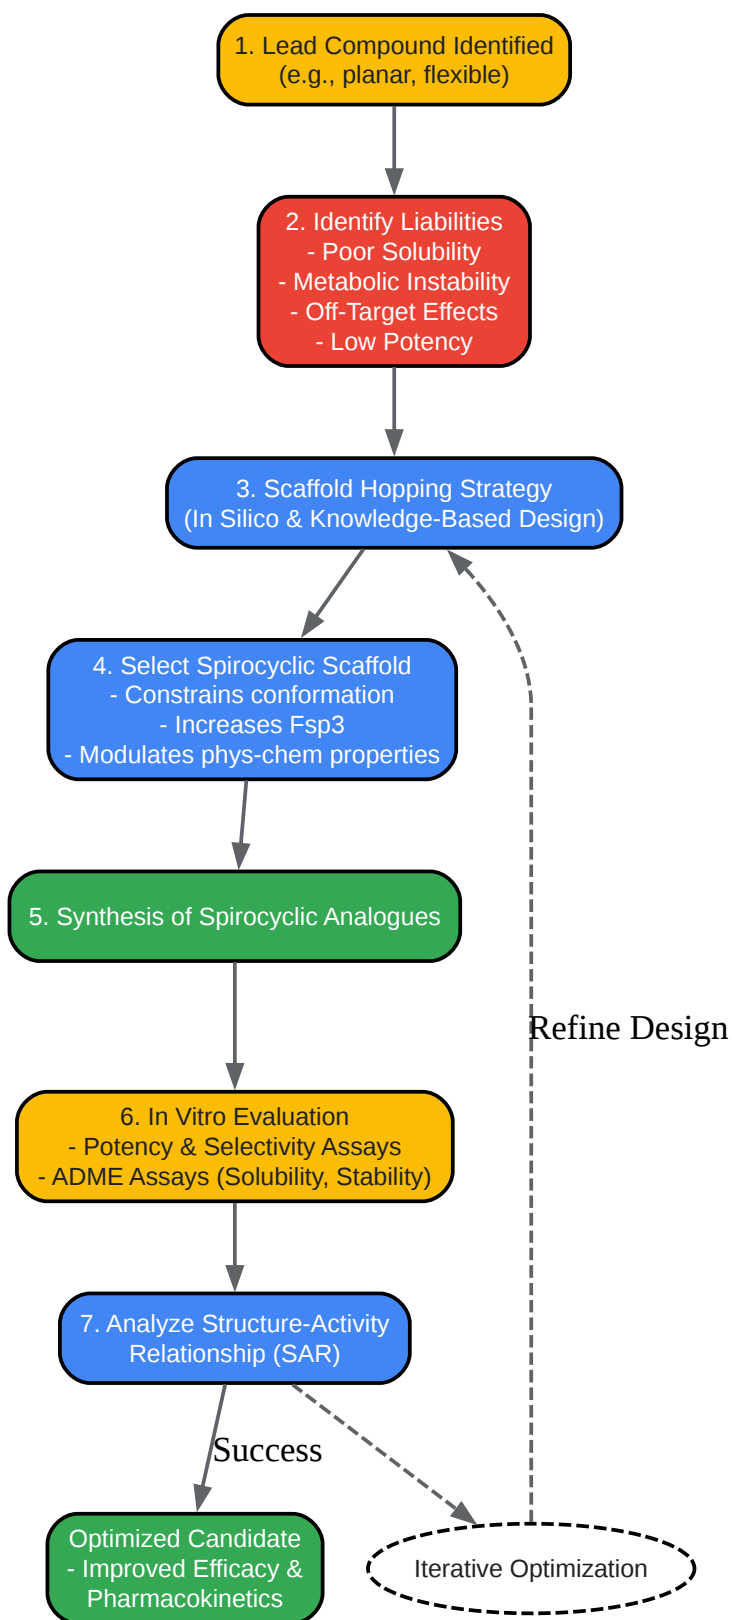 1. Lead Compound Identified
(e.g., planar, flexible)
2. Identify Liabilities
- Poor Solubility
- Metabolic Instability
- Off-Target Effects
- Low Potency
3. Scaffold Hopping Strategy
(In Silico & Knowledge-Based Design)
4. Select Spirocyclic Scaffold
- Constrains conformation
- Increases Fsp3
- Modulates phys-chem properties
5. Synthesis of Spirocyclic Analogues
Refine Design
6. In Vitro Evaluation
- Potency & Selectivity Assays
- ADME Assays (Solubility, Stability)
7. Analyze Structure-Activity
Relationship (SAR)
Success
Optimized Candidate
- Improved Efficacy &
Pharmacokinetics
Iterative Optimization